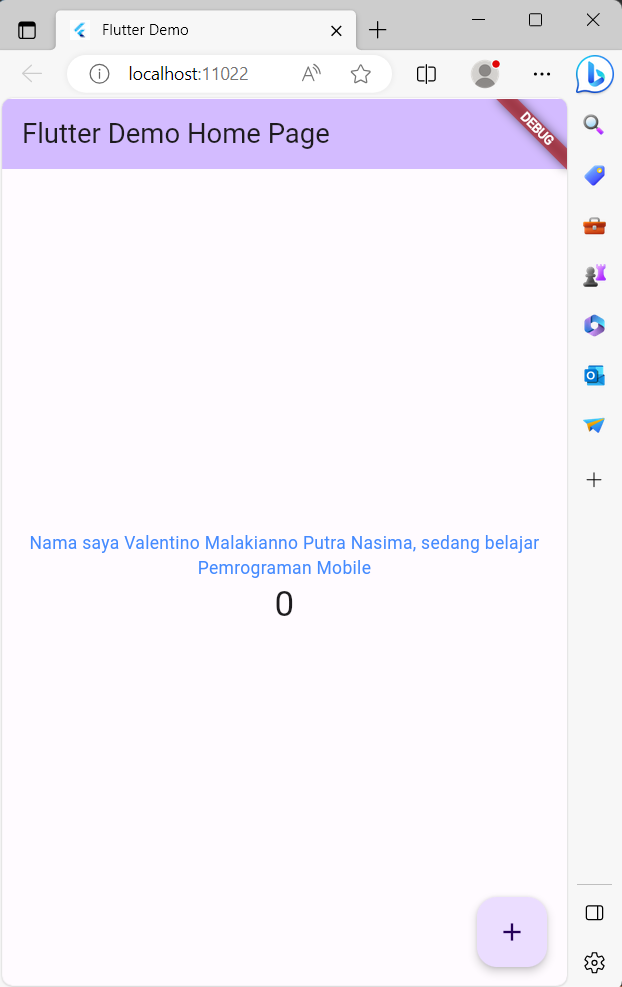 Flutter Demo
localhost:11022
Flutter Demo Home Page
DEBUG
Nama saya Valentino Malakianno Putra Nasima, sedang belajar
Pemrograman Mobile
0